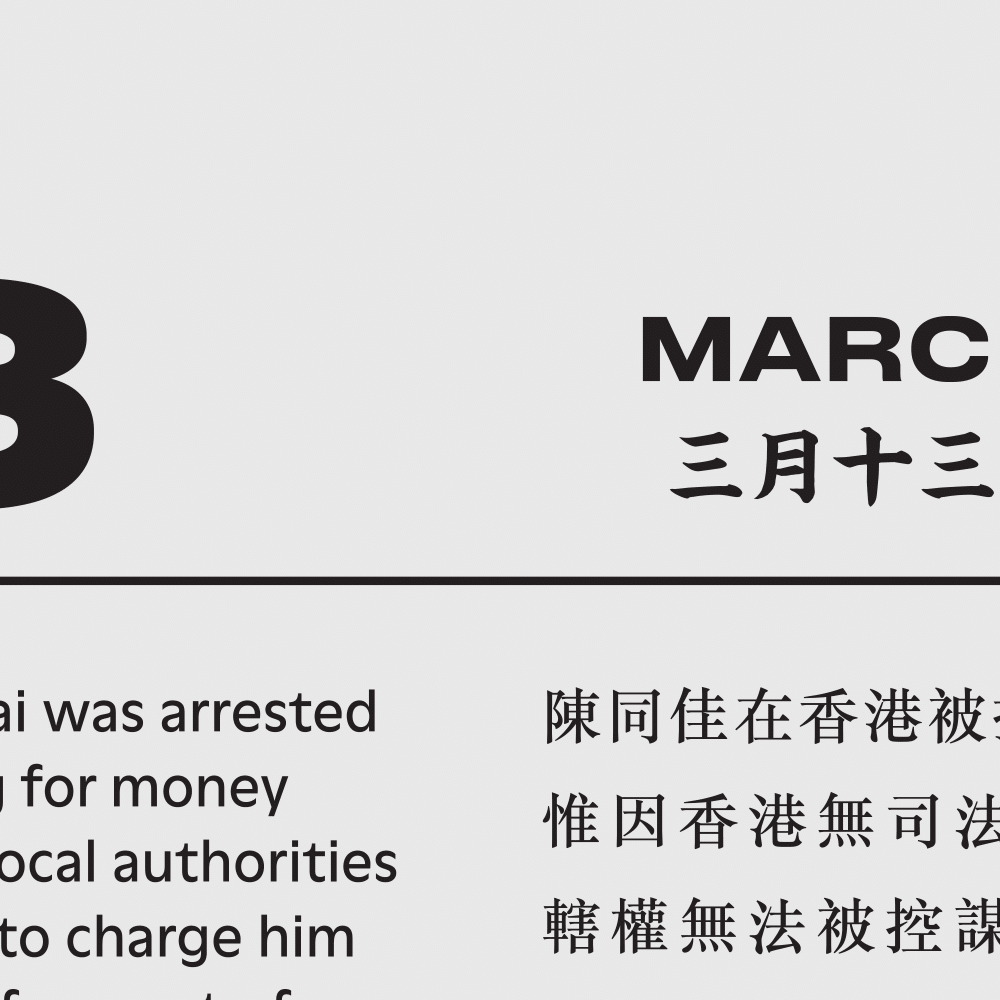 3
MARC
三月十三
ai was arrested
g for money
ocal authorities
to charge him
陳同佳在香港被
惟因香港無司法
轄權無法被控謀